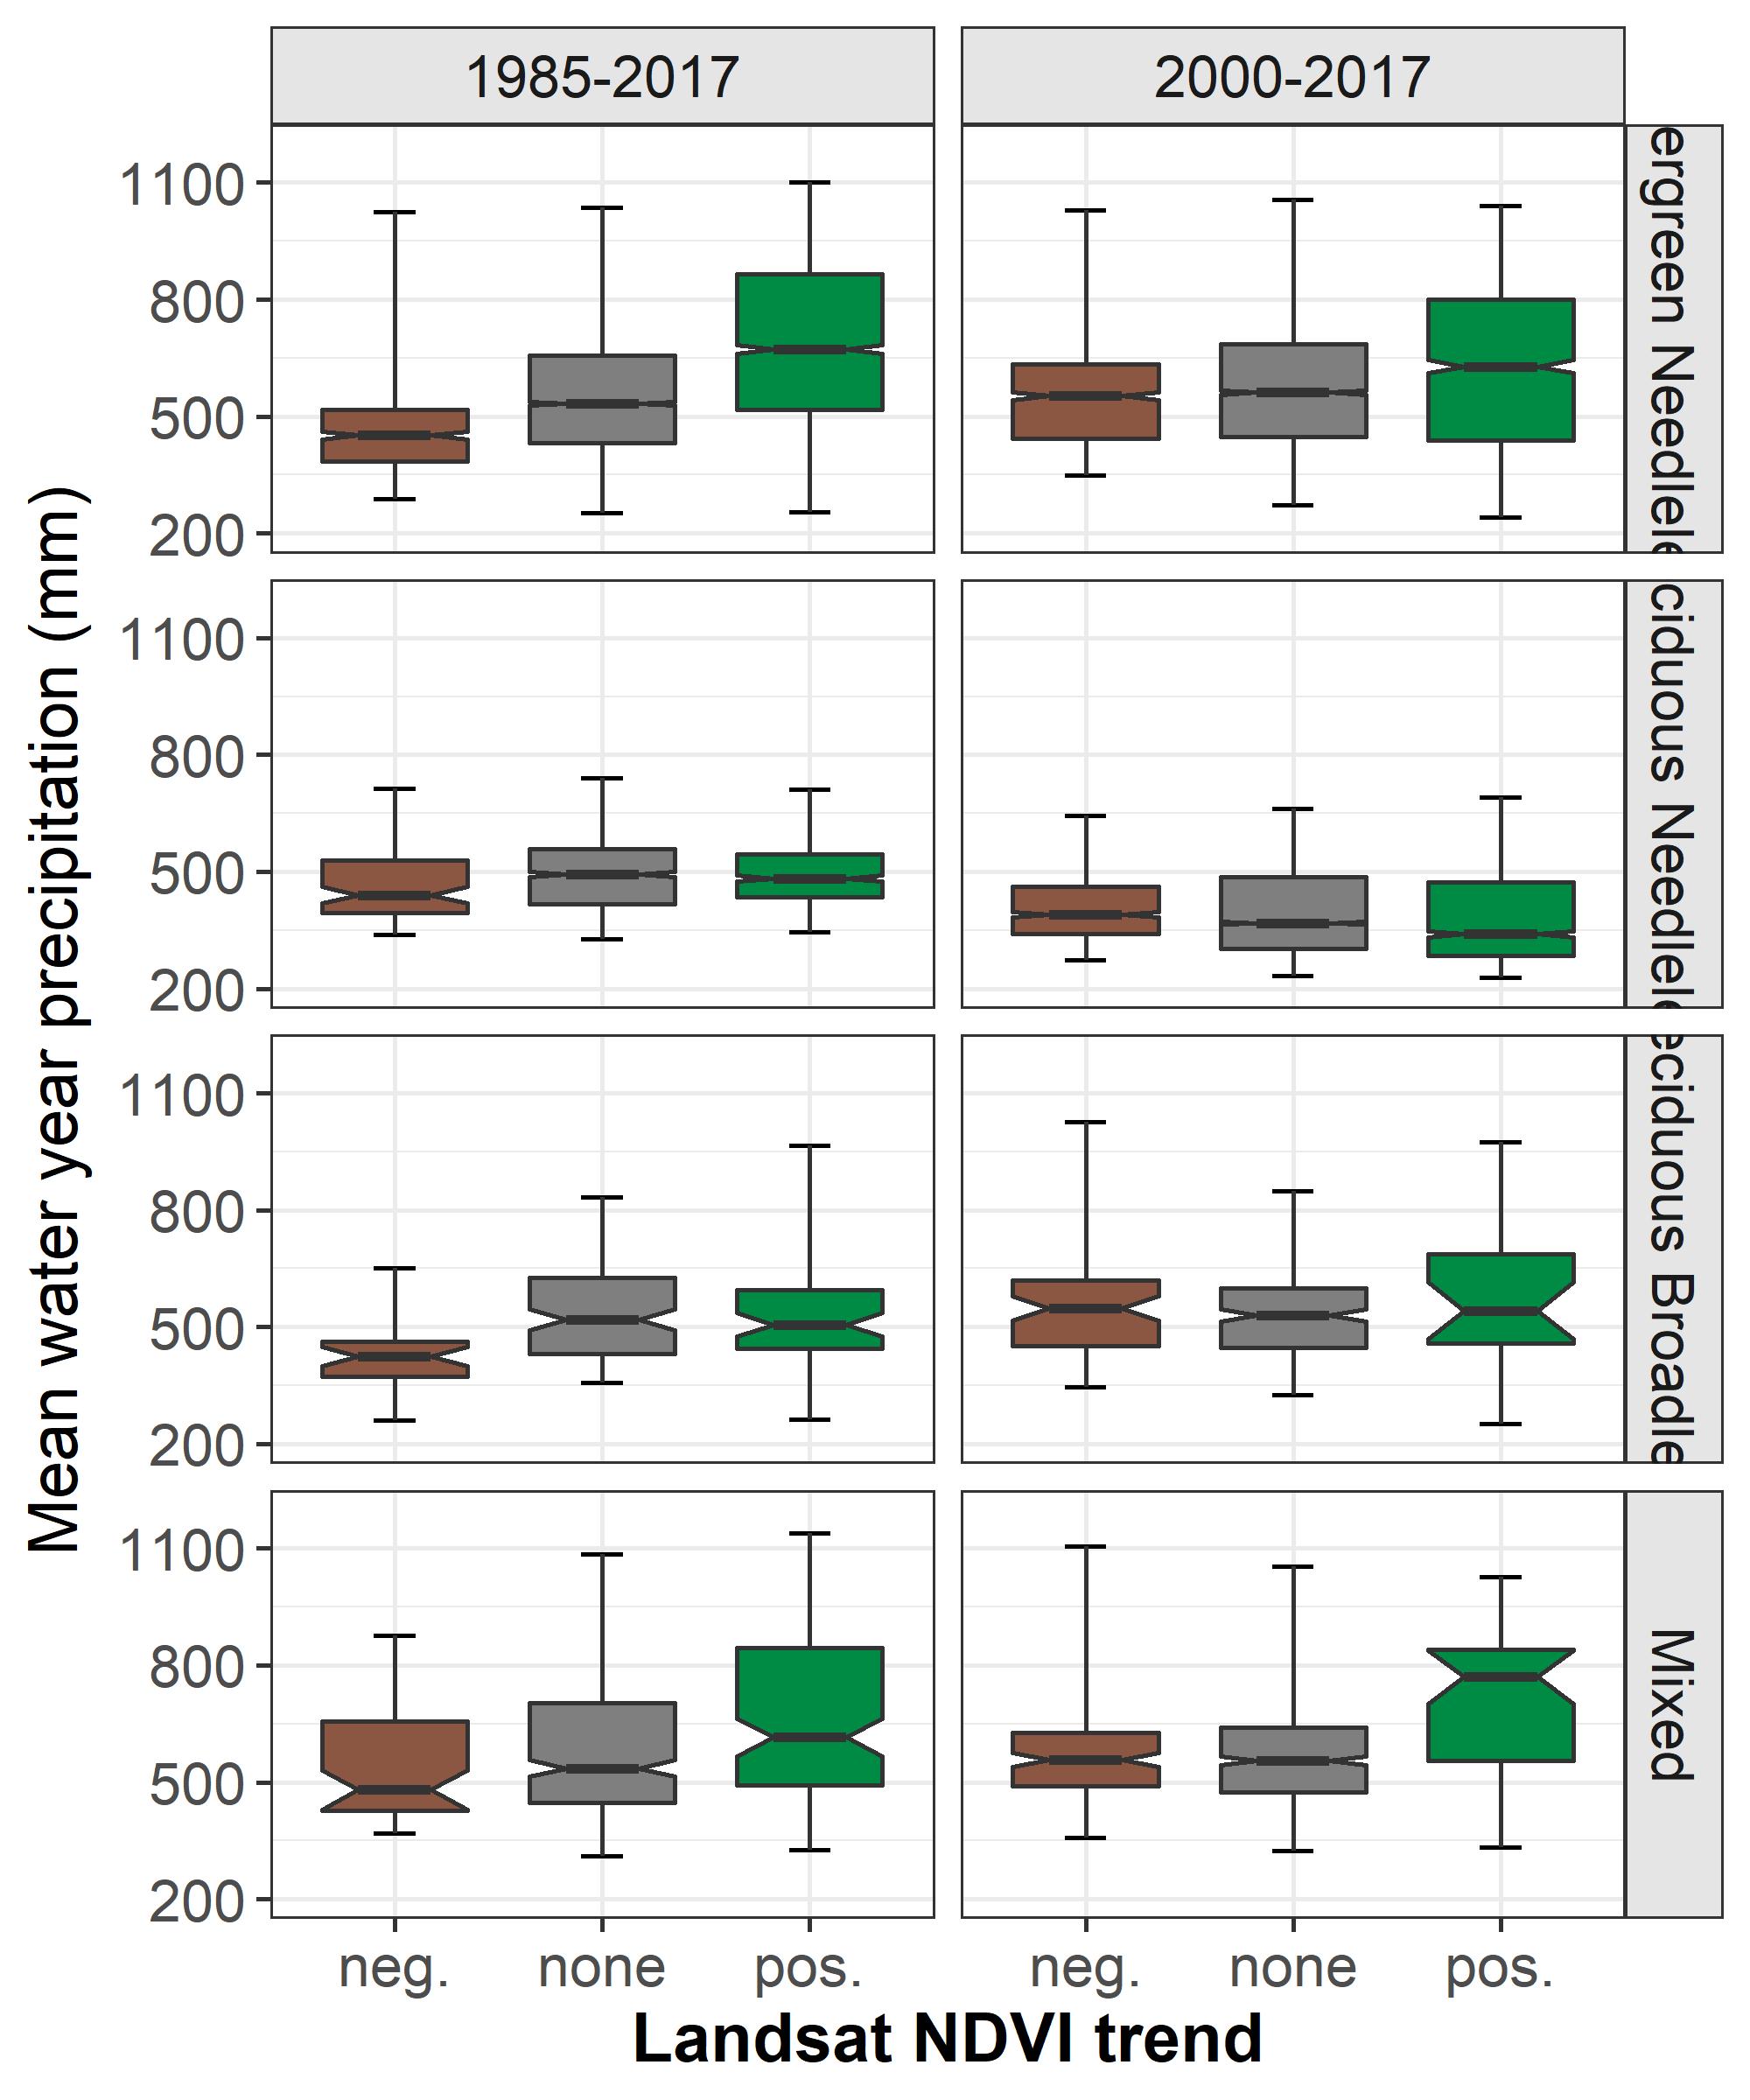 1985-2017 2000-2017
1100
800
500
200
ergreen Needlele
1100
800
500
200
ciduous Needlele
1100
800
500
200
eciduous Broadle
1100
800
500
200
Mixed
Mean water year precipitation (mm)
neg. none pos. neg. none pos.
Landsat NDVI trend